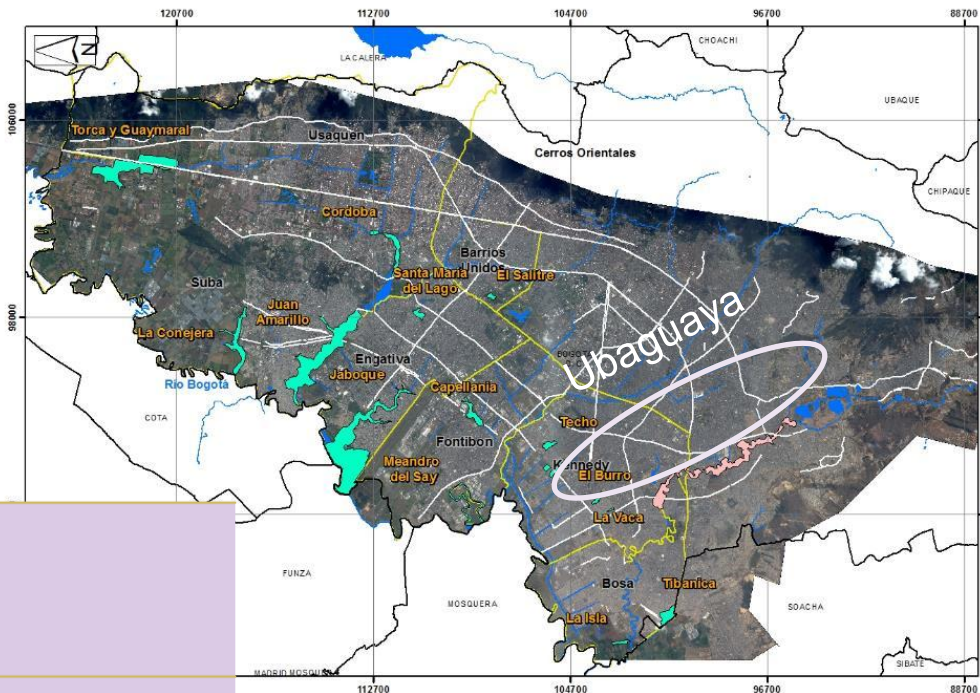 120700 112700 104700 96700 88700
N
CHOACHI
LA CALERA
UBAQUE
106000
Torca y Guaymaral
Usaquen
Cerros Orientales
CHIPAQUE
Cordoba
Barrios
Unidos
Santa Maria
del Lago
El Salitre
Suba
Juan
Amarillo
Ubaguaya
98000
La Conejera
BOGOTA
Engativa
Jaboque
Rio Bogotá
Capellania
COTA
Techo
Fontibon
Meandro
del Say
Kennedy
El Burro
La Vaca
FUNZA
Bosa
Tibanica
MOSQUERA
SOACHA
La Isla
SIBATE
MADRID MOSQUERA
112700 104700 96700 88700